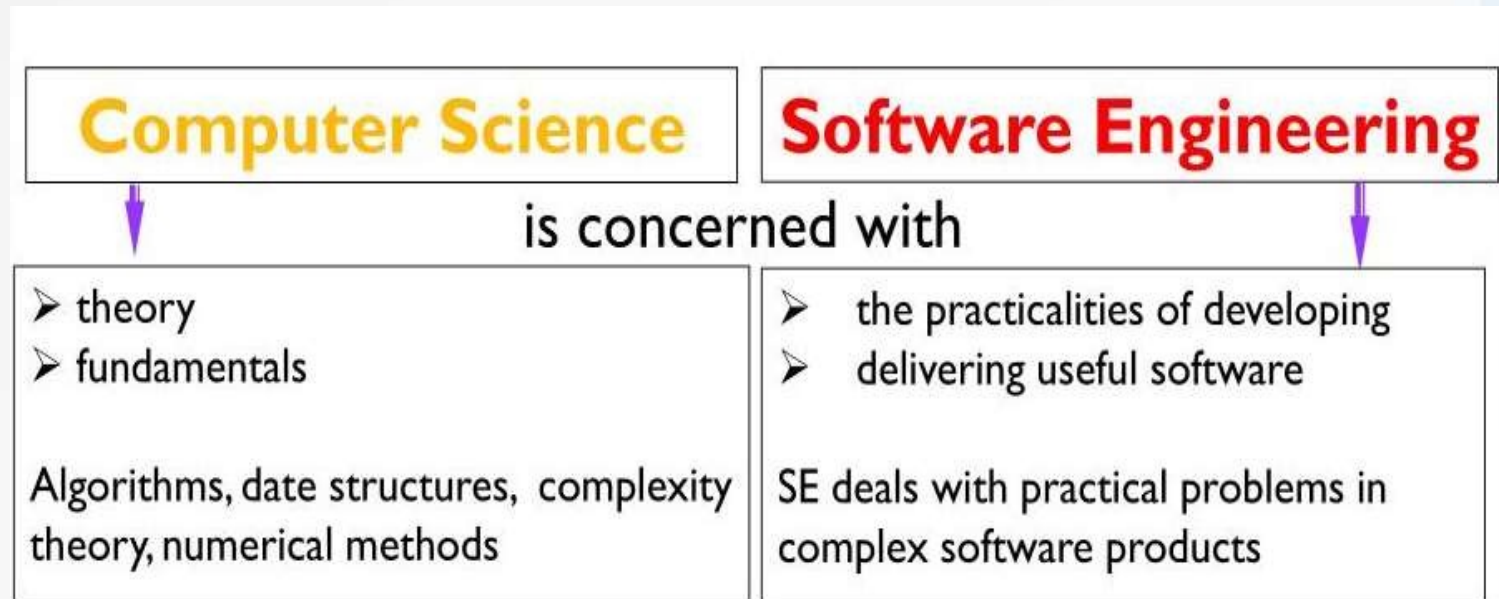 Computer Science
Software Engineering
is concerned with
➢ theory
➢ fundamentals
Algorithms, date structures, complexity
theory, numerical methods
➢ the practicalities of developing
➢ delivering useful software
SE deals with practical problems in
complex software products